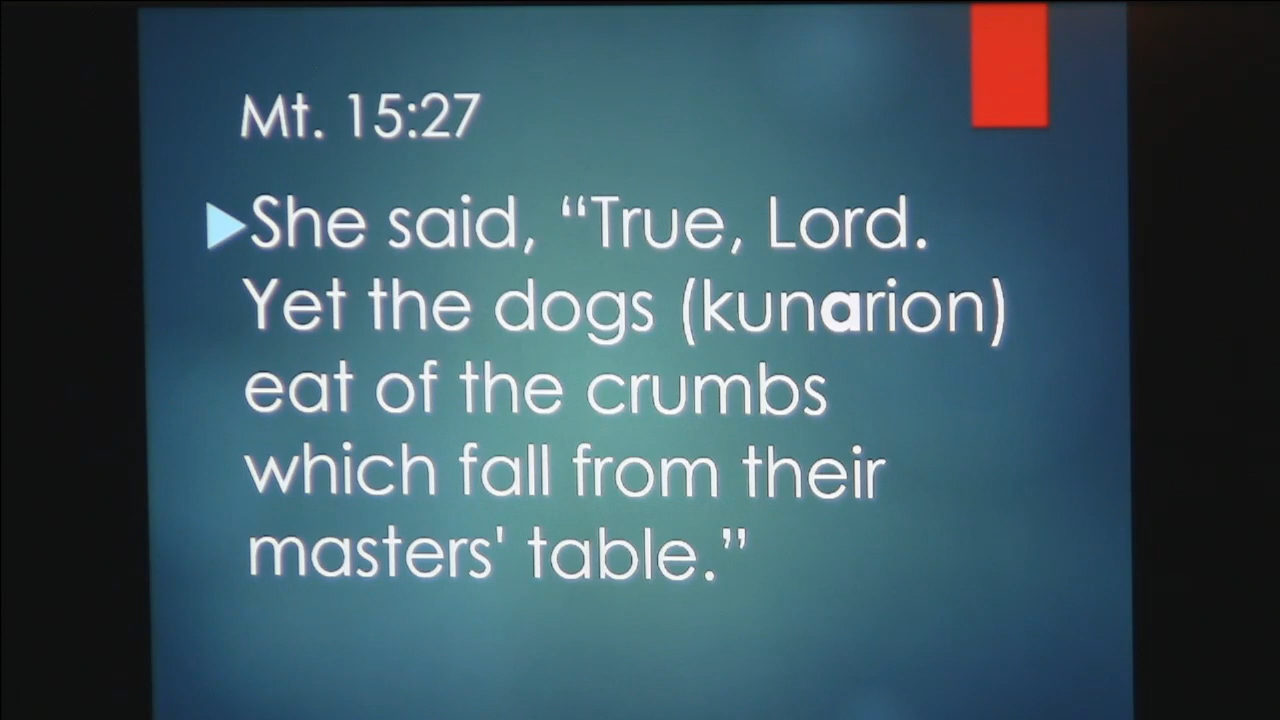 Mt. 15:27
She said, “True, Lord.
Yet the dogs (kunarion)
eat of the crumbs
which fall from their
masters' table.”